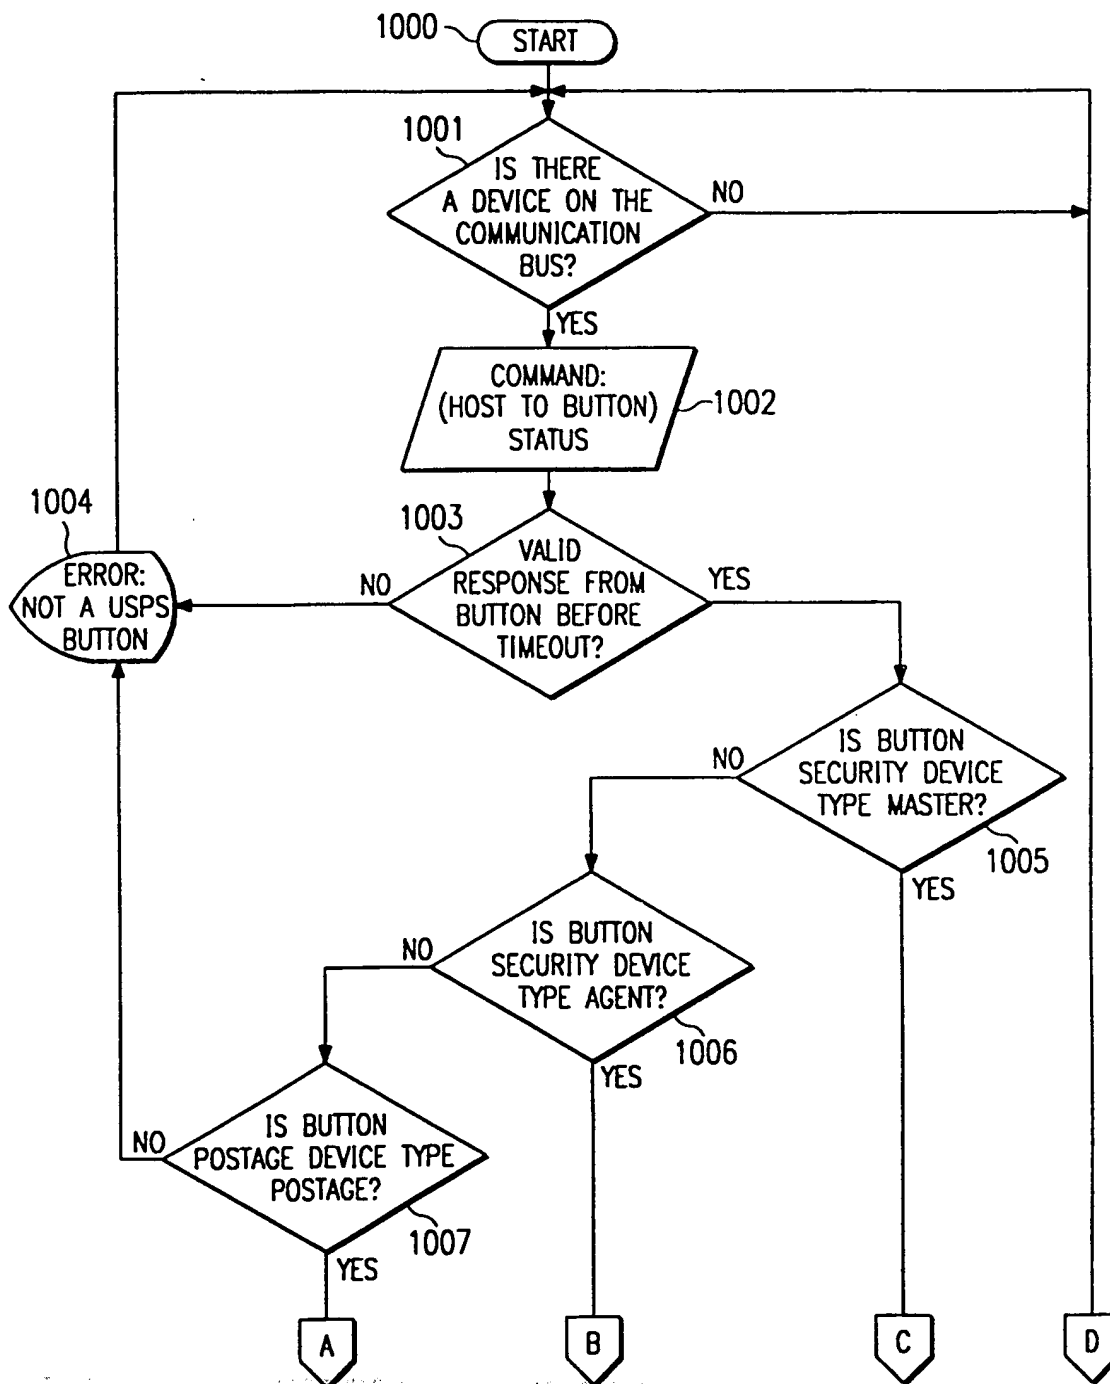 1000
START
1001
IS THERE
A DEVICE ON THE
COMMUNICATION
BUS?
NO
YES
COMMAND:
(HOST TO BUTTON)
STATUS
1002
1004
ERROR:
NOT A USPS
BUTTON
1003
VALID
RESPONSE FROM
BUTTON BEFORE
TIMEOUT?
NO
YES
IS BUTTON
SECURITY DEVICE
TYPE MASTER?
NO
1005
YES
IS BUTTON
SECURITY DEVICE
TYPE AGENT?
NO
1006
YES
IS BUTTON
POSTAGE DEVICE TYPE
POSTAGE?
NO
1007
YES
A
B
C
D